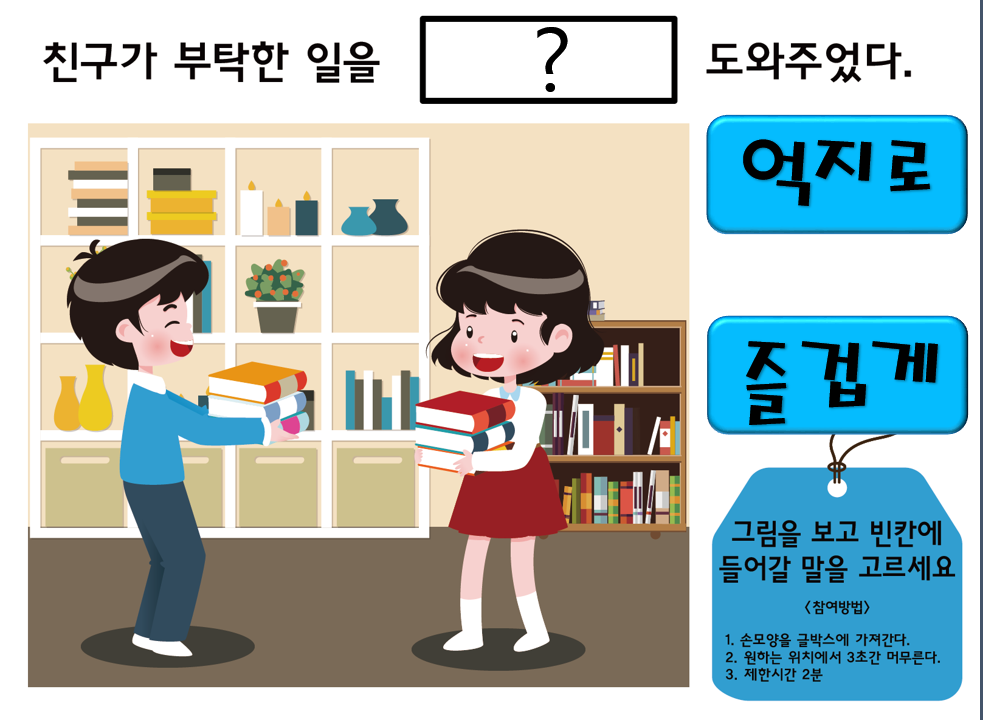 친구가 부탁한 일을 ? 도와주었다.
억지로
즐겁게
그림을 보고 빈칸에
들어갈 말을 고르세요
<참여방법>
1. 손모양을 글박스에 가져간다.
2. 원하는 위치에서 3초간 머무른다.
3. 제한시간 2분